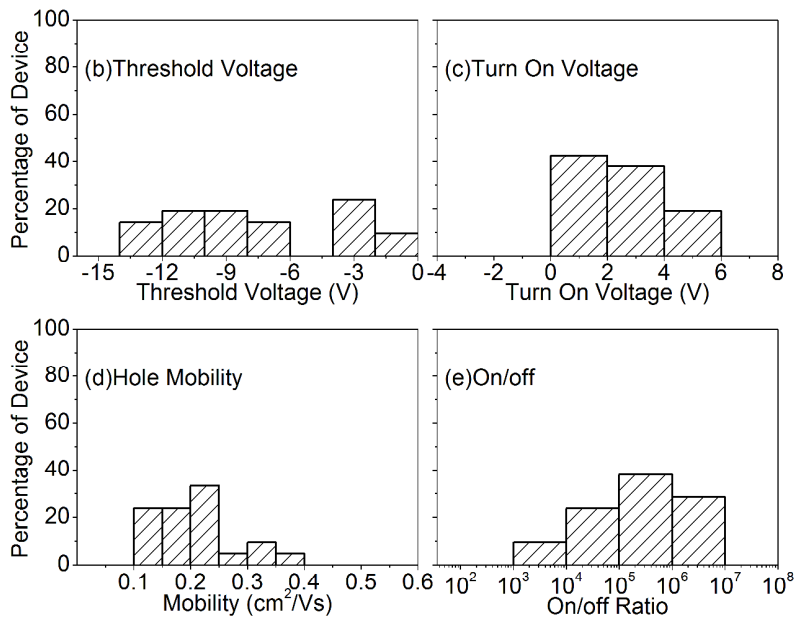 100
80
60
40
20
0
Percentage of Device
(b)Threshold Voltage
-15 -12 -9 -6 -3 0
Threshold Voltage (V)
(c)Turn On Voltage
-4 -2 0 2 4 6 8
Turn On Voltage (V)
100
80
60
40
20
0
Percentage of Device
(d)Hole Mobility
0.1 0.2 0.3 0.4 0.5 0.6
Mobility (cm²/Vs)
(e)On/off
10² 10³ 10⁴ 10⁵ 10⁶ 10⁷ 10⁸
On/off Ratio